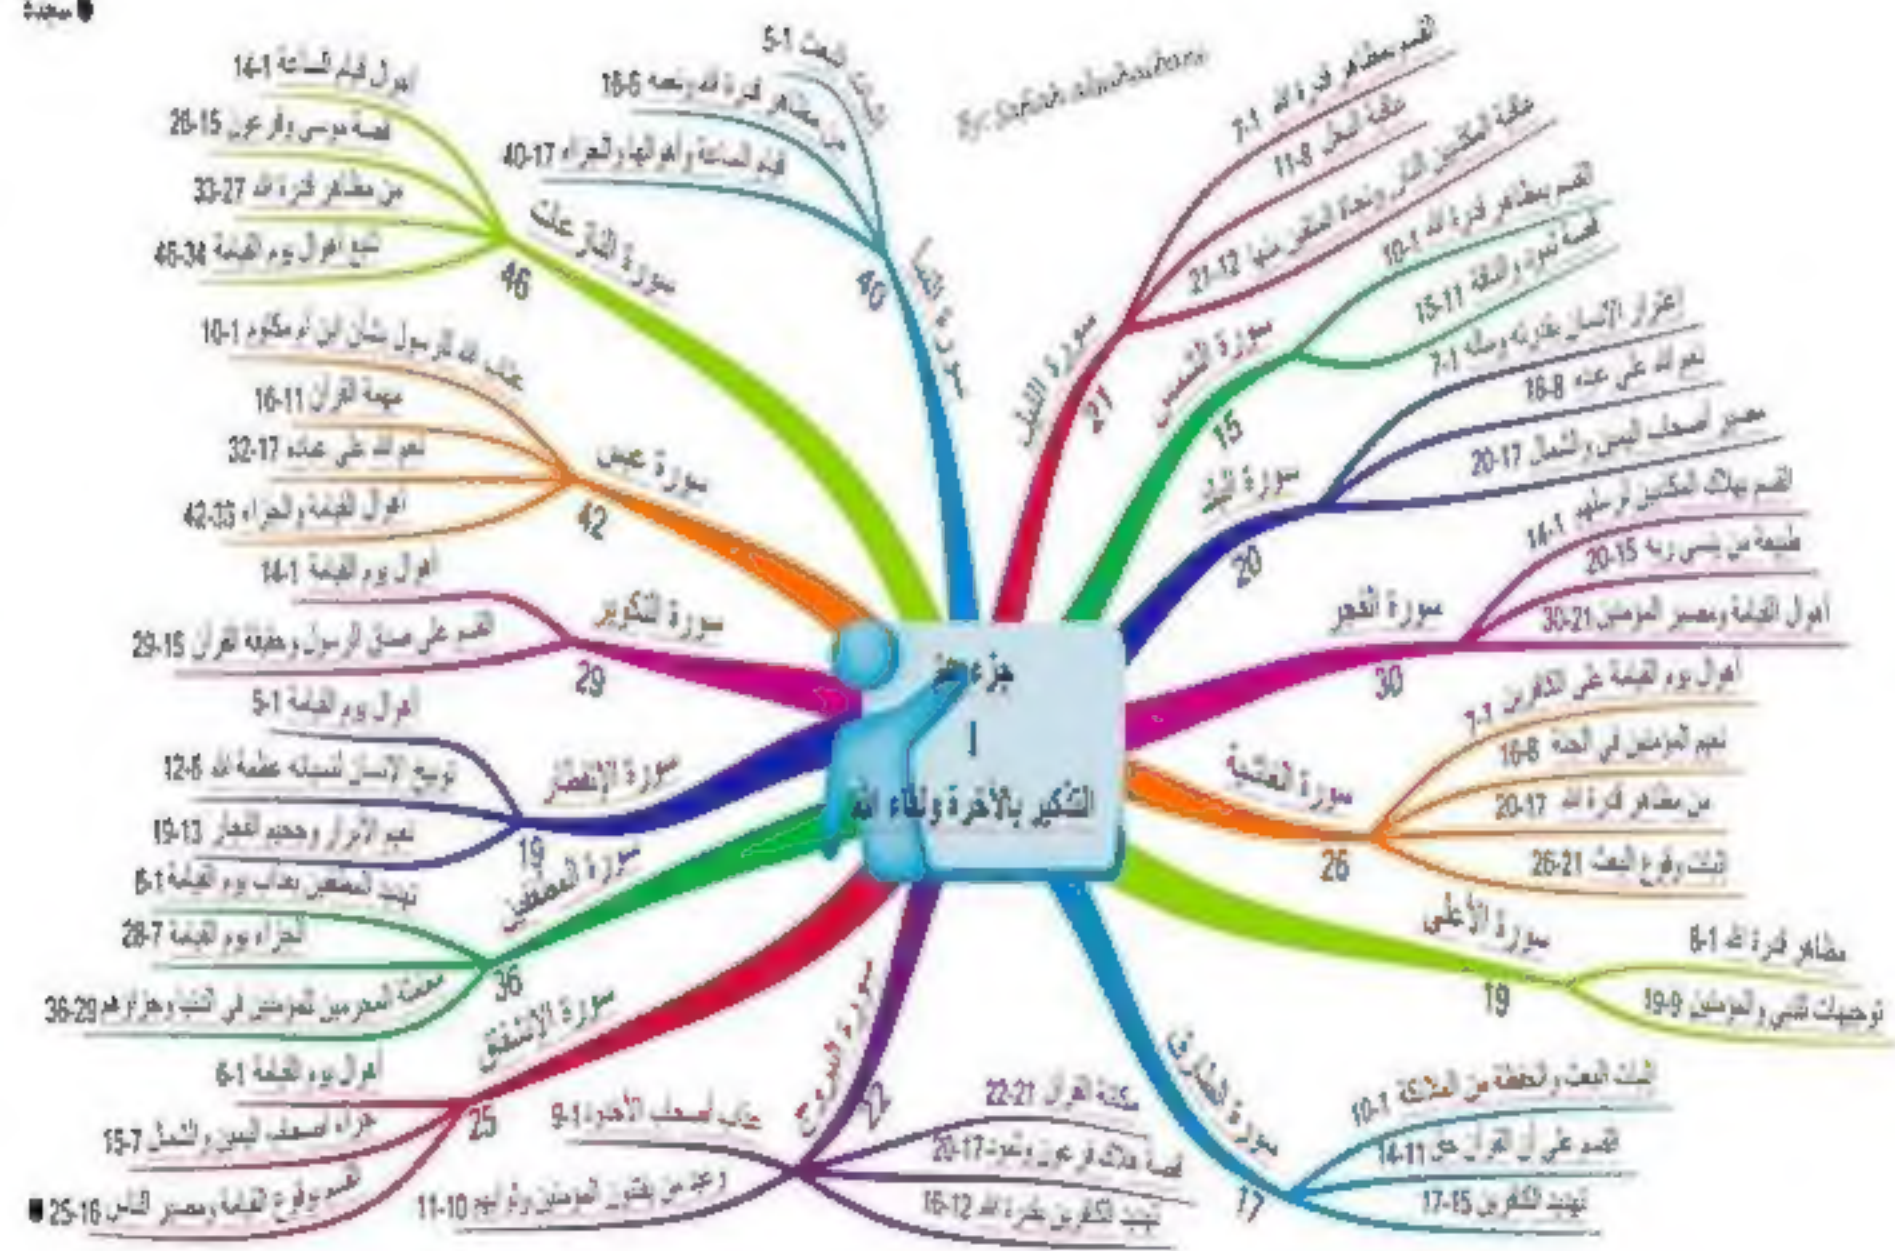 سجدة
جزء عم
التذكير بالآخرة ولقاء الله
سورة النبأ
40
إثبات البعث 1-5
من مظاهر قدرة الله ونعمه 6-16
قيام الساعة وأهوالها والجزاء 17-40
سورة النازعات
46
أهوال قيام الساعة 1-14
قصة موسى وفرعون 15-26
من مظاهر قدرة الله 27-33
تتبع أهوال يوم القيامة 34-46
سورة عبس
42
عتاب الله للرسول بشأن ابن أم مكتوم 1-10
مهمة القرآن 11-16
نعم الله على عباده 17-32
أهوال القيامة والجزاء 33-42
سورة التكوير
29
أهوال يوم القيامة 1-14
القسم على صدق الرسول وحقيقة القرآن 15-29
سورة الإنفطار
19
أهوال يوم القيامة 1-5
توبيخ الإنسان لنسيانه عظمة الله 6-12
نعيم الأبرار وجحيم الفجار 13-19
سورة المطففين
36
تهديد المطففين بعذاب يوم القيامة 1-6
الجزاء يوم القيامة 7-28
معاملة المجرمين للمؤمنين في الدنيا وجزاؤهم 29-36
سورة الانشقاق
25
أهوال يوم القيامة 1-6
جزاء أصحاب اليمين والشمال 7-15
القسم بوقوع القيامة ومصير الناس 16-25
سورة البروج
22
عذاب أصحاب الأخدود 1-9
وعيد من يفتنون المؤمنين وثوابهم 10-11
تهديد الكافرين بقدرة الله 12-16
قصة هلاك فرعون وثمود 17-20
مكانة القرآن 21-22
سورة الطارق
17
إثبات البعث والحفظة من الملائكة 1-10
القسم على أن القرآن حق 11-14
تهديد الكافرين 15-17
سورة الأعلى
19
مظاهر قدرة الله 1-8
توجيهات للنبي والمؤمنين 9-19
سورة الغاشية
26
أهوال يوم القيامة على الكافرين 1-7
نعيم المؤمنين في الجنة 8-16
من مظاهر قدرة الله 17-20
إثبات وقوع البعث 21-26
سورة الفجر
30
القسم بهلاك المكذبين لرسلهم 1-14
طبيعة من ينسى ربه 15-20
أهوال القيامة ومصير المؤمنين 21-30
سورة البلد
20
إغترار الإنسان بقدرته وماله 1-7
نعم الله على عبده 8-16
مصير أصحاب اليمين والشمال 17-20
سورة الشمس
15
القسم بمظاهر قدرة الله 1-10
قصة ثمود والناقة 11-15
سورة الليل
21
القسم بمظاهر قدرة الله 1-7
عاقبة البخل 8-11
عاقبة المكذبين النار ونجاة المتقين منها 12-21